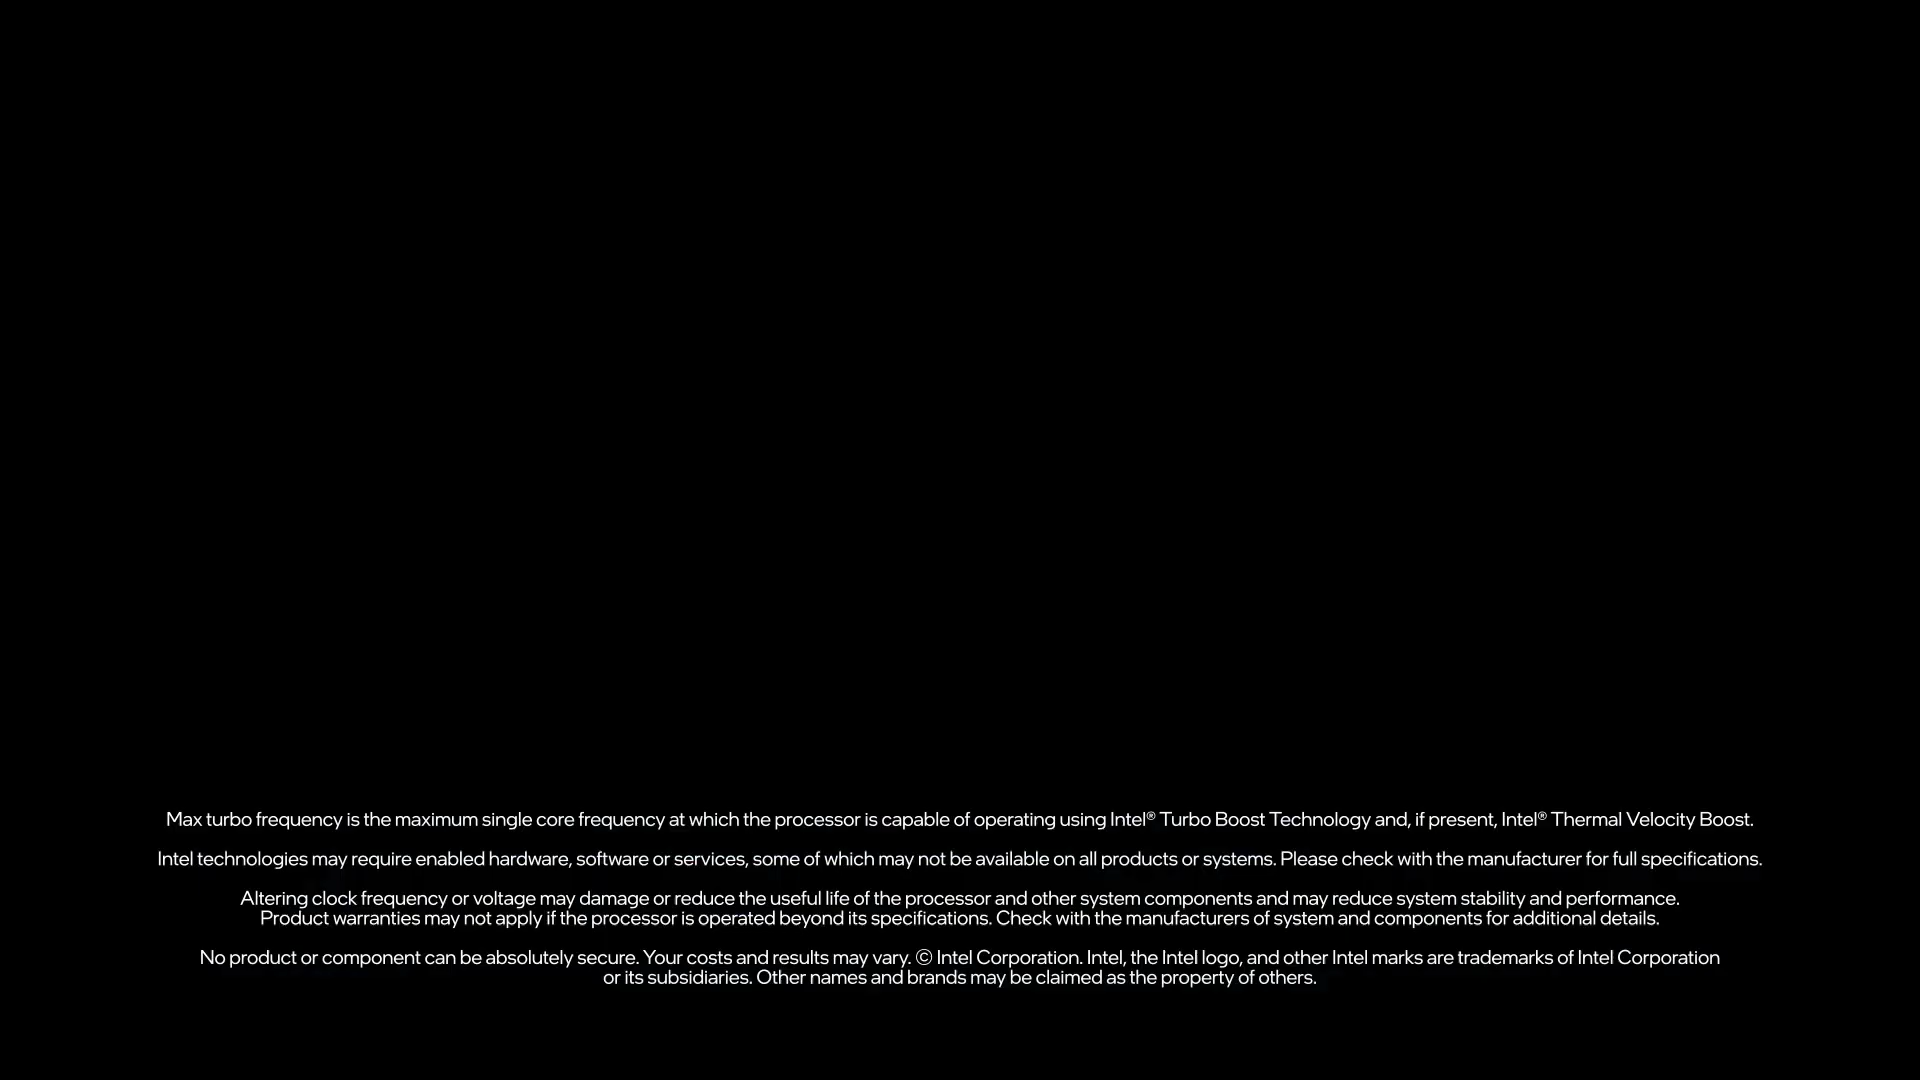 Max turbo frequency is the maximum single core frequency at which the processor is capable of operating using Intel® Turbo Boost Technology and, if present, Intel® Thermal Velocity Boost.
Intel technologies may require enabled hardware, software or services, some of which may not be available on all products or systems. Please check with the manufacturer for full specifications.
Altering clock frequency or voltage may damage or reduce the useful life of the processor and other system components and may reduce system stability and performance.
Product warranties may not apply if the processor is operated beyond its specifications. Check with the manufacturers of system and components for additional details.
No product or component can be absolutely secure. Your costs and results may vary. © Intel Corporation. Intel, the Intel logo, and other Intel marks are trademarks of Intel Corporation
or its subsidiaries. Other names and brands may be claimed as the property of others.